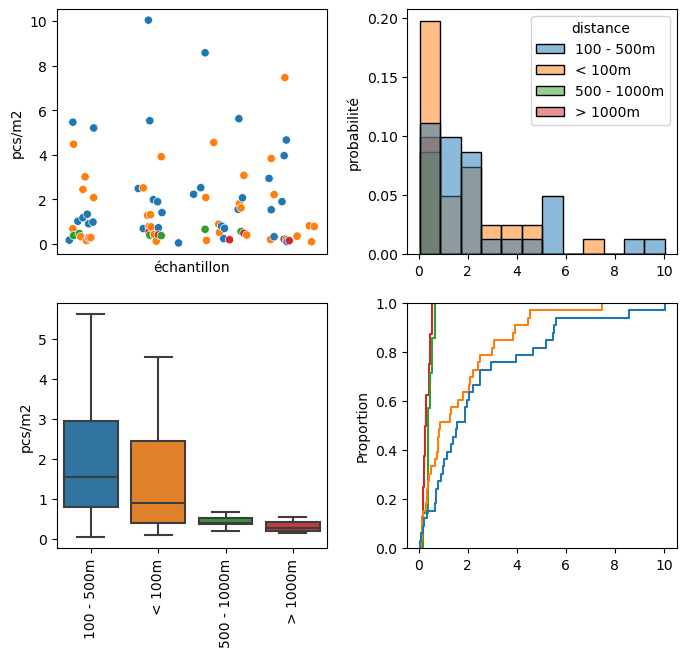 pcs/m2
10
8
6
4
2
0
échantillon
probabilité
0.20
0.15
0.10
0.05
0.00
distance
100 - 500m
< 100m
500 - 1000m
> 1000m
0 2 4 6 8 10
pcs/m2
5
4
3
2
1
0
100 - 500m
< 100m
500 - 1000m
> 1000m
Proportion
1.0
0.8
0.6
0.4
0.2
0.0
0 2 4 6 8 10